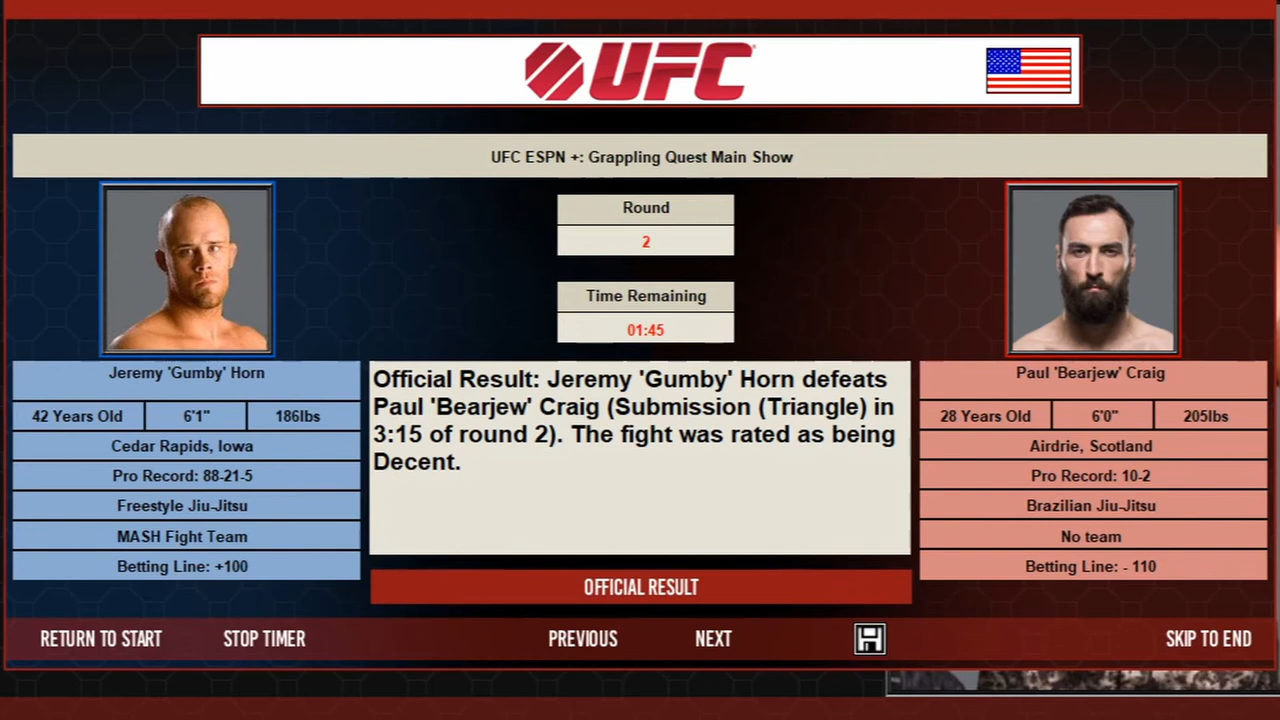 UFC
UFC ESPN +: Grappling Quest Main Show
Round
2
Time Remaining
01:45
Jeremy 'Gumby' Horn
42 Years Old 6'1" 186lbs
Cedar Rapids, Iowa
Pro Record: 88-21-5
Freestyle Jiu-Jitsu
MASH Fight Team
Betting Line: +100
Official Result: Jeremy 'Gumby' Horn defeats
Paul 'Bearjew' Craig (Submission (Triangle) in
3:15 of round 2). The fight was rated as being
Decent.
OFFICIAL RESULT
Paul 'Bearjew' Craig
28 Years Old 6'0" 205lbs
Airdrie, Scotland
Pro Record: 10-2
Brazilian Jiu-Jitsu
No team
Betting Line: - 110
RETURN TO START STOP TIMER PREVIOUS NEXT SKIP TO END